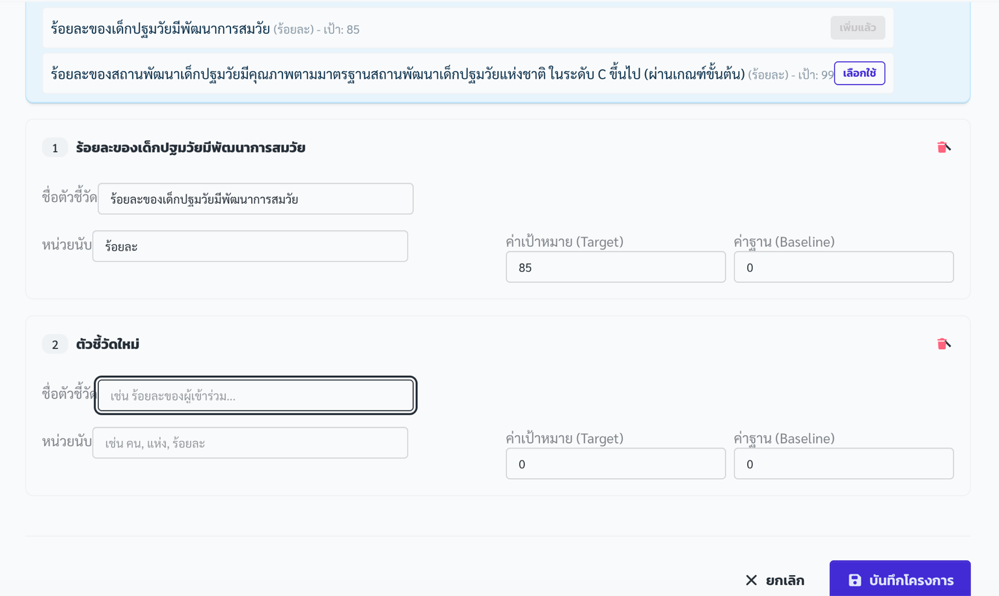 ร้อยละของเด็กปฐมวัยมีพัฒนาการสมวัย (ร้อยละ) - เป้า: 85
เพิ่มแล้ว
ร้อยละของสถานพัฒนาเด็กปฐมวัยมีคุณภาพตามมาตรฐานสถานพัฒนาเด็กปฐมวัยแห่งชาติ ในระดับ C ขึ้นไป (ผ่านเกณฑ์ขั้นต้น) (ร้อยละ) - เป้า: 99
เลือกใช้
1 ร้อยละของเด็กปฐมวัยมีพัฒนาการสมวัย
ชื่อตัวชี้วัด ร้อยละของเด็กปฐมวัยมีพัฒนาการสมวัย
หน่วยนับ ร้อยละ
ค่าเป้าหมาย (Target) ค่าฐาน (Baseline)
85 0
2 ตัวชี้วัดใหม่
ชื่อตัวชี้วัด เช่น ร้อยละของผู้เข้าร่วม...
หน่วยนับ เช่น คน, แห่ง, ร้อยละ
ค่าเป้าหมาย (Target) ค่าฐาน (Baseline)
0 0
ยกเลิก บันทึกโครงการ